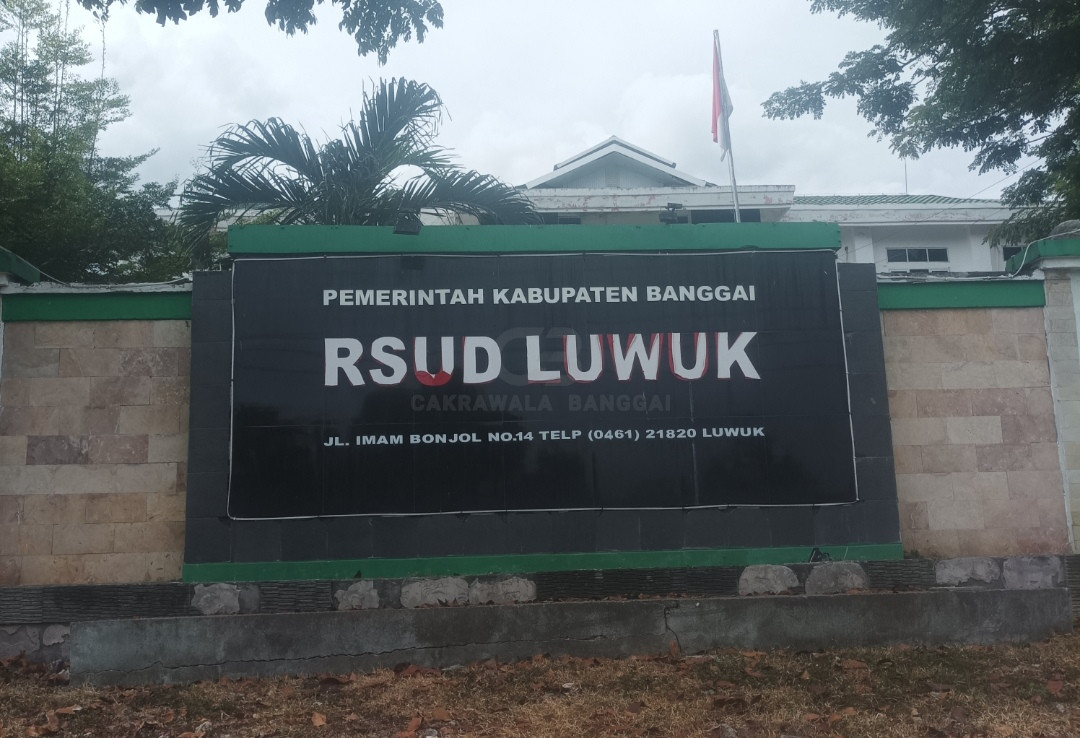 PEMERINTAH KABUPATEN BANGGAI
RSUD LUWUK
CAKRAWALA BANGGAI
JL. IMAM BONJOL NO.14 TELP (0461) 21820 LUWUK